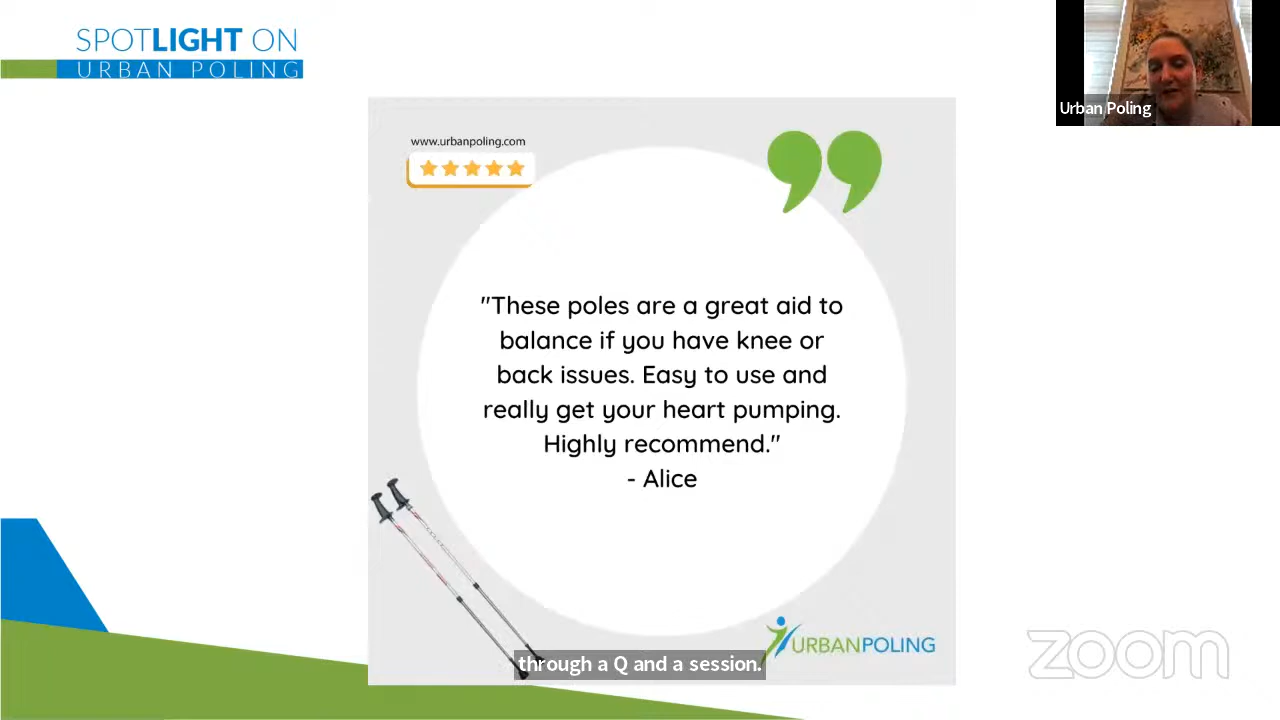 SPOTLIGHT ON
URBAN POLING
Urban Poling
www.urbanpoling.com
"These poles are a great aid to
balance if you have knee or
back issues. Easy to use and
really get your heart pumping.
Highly recommend."
- Alice
URBANPOLING
through a Q and a session.
zoom